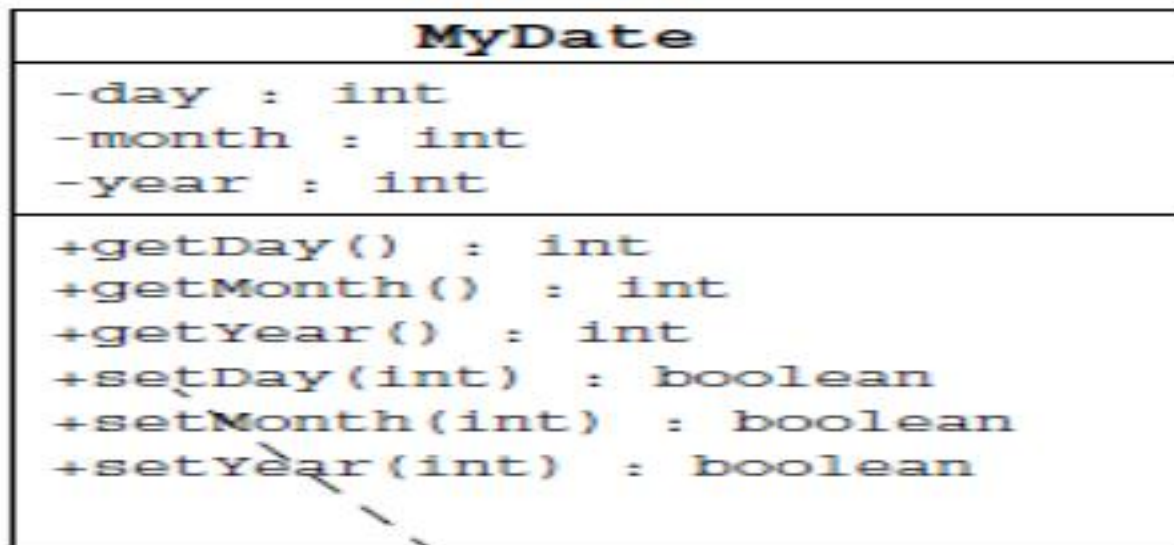 MyDate
-day : int
-month : int
-year : int
+getDay() : int
+getMonth() : int
+getYear() : int
+setDay(int) : boolean
+setMonth(int) : boolean
+setYear(int) : boolean